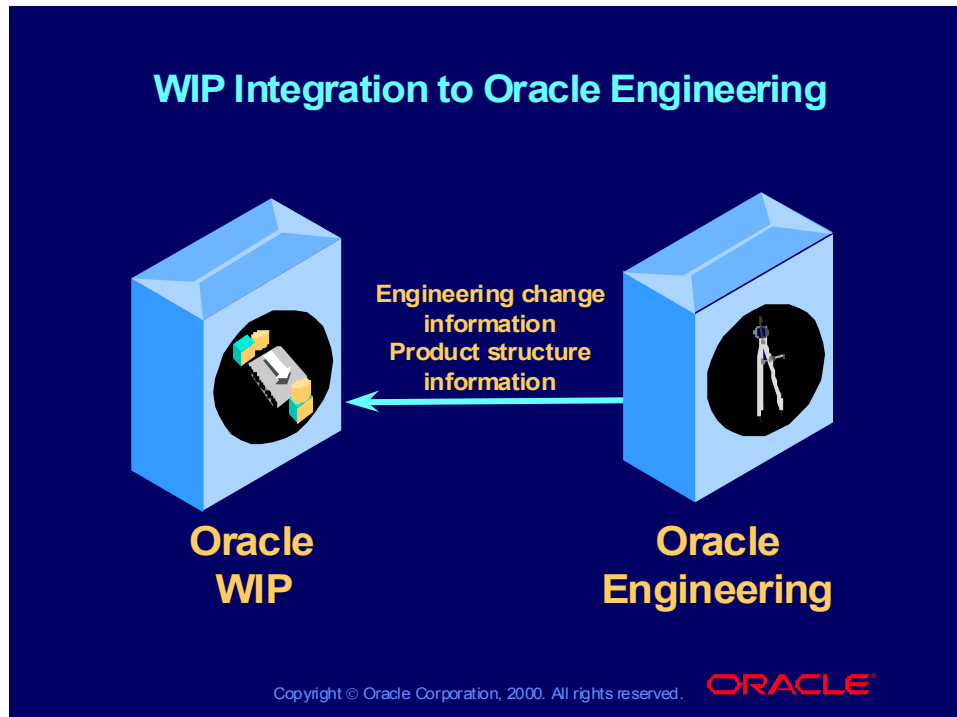 WIP Integration to Oracle Engineering
Engineering change
information
Product structure
information
Oracle
WIP
Oracle
Engineering
Copyright © Oracle Corporation, 2000. All rights reserved.
ORACLE®